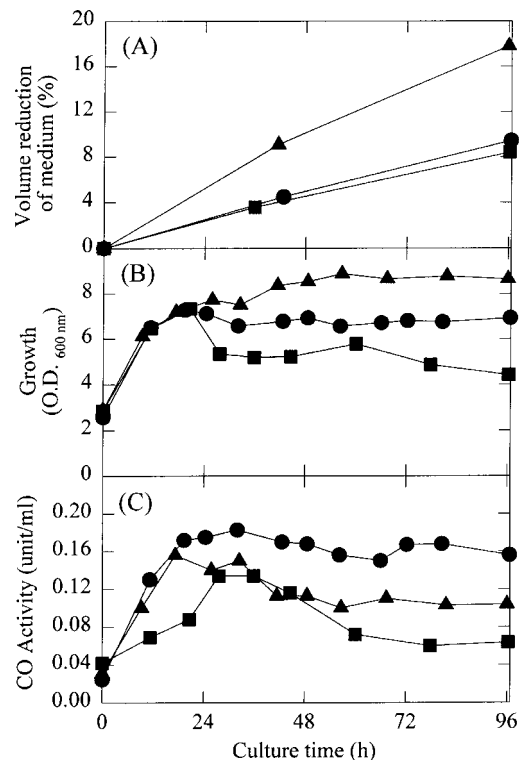 (A)
20
16
12
8
4
0
Volume reduction
of medium (%)
(B)
8
6
4
2
0
Growth
(O.D. 600 nm)
(C)
0.20
0.16
0.12
0.08
0.04
0.00
CO Activity (unit/ml)
0 24 48 72 96
Culture time (h)